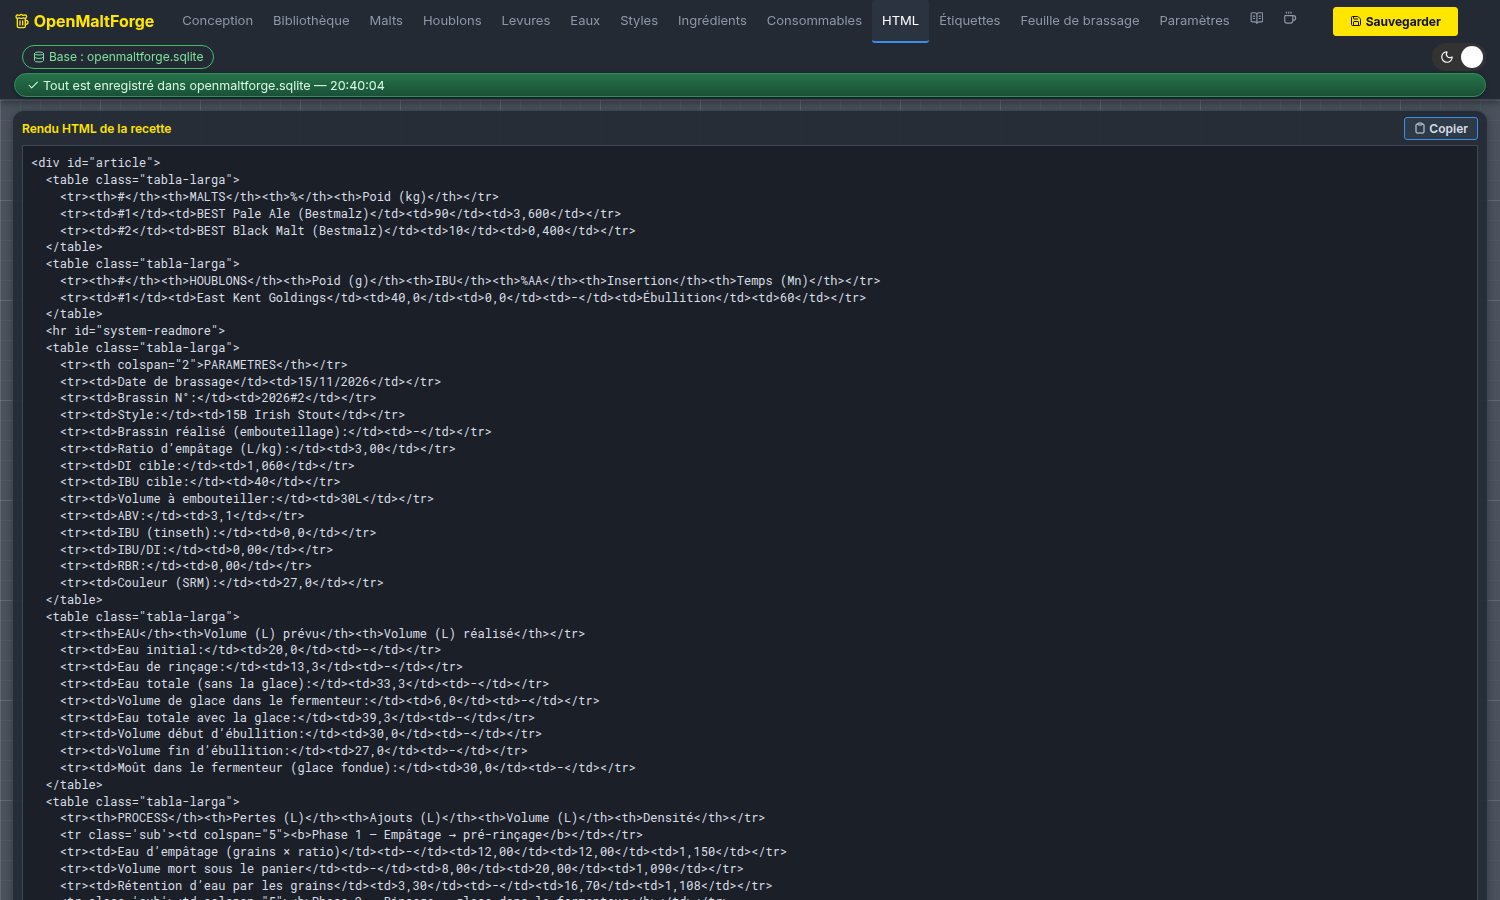 OpenMaltForge
Conception
Bibliothèque
Malts
Houblons
Levures
Eaux
Styles
Ingrédients
Consommables
HTML
Étiquettes
Feuille de brassage
Paramètres
Sauvegarder
Base : openmaltforge.sqlite
Tout est enregistré dans openmaltforge.sqlite — 20:40:04
Rendu HTML de la recette
Copier
<div id="article">
<table class="tabla-larga">
<tr><th>#</th><th>MALTS</th><th>%</th><th>Poid (kg)</th></tr>
<tr><td>#1</td><td>BEST Pale Ale (Bestmalz)</td><td>90</td><td>3,600</td></tr>
<tr><td>#2</td><td>BEST Black Malt (Bestmalz)</td><td>10</td><td>0,400</td></tr>
</table>
<table class="tabla-larga">
<tr><th>#</th><th>HOUBLONS</th><th>Poid (g)</th><th>IBU</th><th>%AA</th><th>Insertion</th><th>Temps (Mn)</th></tr>
<tr><td>#1</td><td>East Kent Goldings</td><td>40,0</td><td>0,0</td><td>-</td><td>Ébullition</td><td>60</td></tr>
</table>
<hr id="system-readmore">
<table class="tabla-larga">
<tr><th colspan="2">PARAMETRES</th></tr>
<tr><td>Date de brassage</td><td>15/11/2026</td></tr>
<tr><td>Brassin N°:</td><td>2026#2</td></tr>
<tr><td>Style:</td><td>15B Irish Stout</td></tr>
<tr><td>Brassin réalisé (embouteillage):</td><td>-</td></tr>
<tr><td>Ratio d'empâtage (L/kg):</td><td>3,00</td></tr>
<tr><td>DI cible:</td><td>1,060</td></tr>
<tr><td>IBU cible:</td><td>40</td></tr>
<tr><td>Volume à embouteiller:</td><td>30L</td></tr>
<tr><td>ABV:</td><td>3,1</td></tr>
<tr><td>IBU (tinseth):</td><td>0,0</td></tr>
<tr><td>IBU/DI:</td><td>0,00</td></tr>
<tr><td>RBR:</td><td>0,00</td></tr>
<tr><td>Couleur (SRM):</td><td>27,0</td></tr>
</table>
<table class="tabla-larga">
<tr><th>EAU</th><th>Volume (L) prévu</th><th>Volume (L) réalisé</th></tr>
<tr><td>Eau initial:</td><td>20,0</td><td>-</td></tr>
<tr><td>Eau de rinçage:</td><td>13,3</td><td>-</td></tr>
<tr><td>Eau totale (sans la glace):</td><td>33,3</td><td>-</td></tr>
<tr><td>Volume de glace dans le fermenteur:</td><td>6,0</td><td>-</td></tr>
<tr><td>Eau totale avec la glace:</td><td>39,3</td><td>-</td></tr>
<tr><td>Volume début d'ébullition:</td><td>30,0</td><td>-</td></tr>
<tr><td>Volume fin d'ébullition:</td><td>27,0</td><td>-</td></tr>
<tr><td>Moût dans le fermenteur (glace fondue):</td><td>30,0</td><td>-</td></tr>
</table>
<table class="tabla-larga">
<tr><th>PROCESS</th><th>Pertes (L)</th><th>Ajouts (L)</th><th>Volume (L)</th><th>Densité</th></tr>
<tr class='sub'><td colspan="5"><b>Phase 1 — Empâtage → pré-rinçage</b></td></tr>
<tr><td>Eau d'empâtage (grains × ratio)</td><td>-</td><td>12,00</td><td>12,00</td><td>1,150</td></tr>
<tr><td>Volume mort sous le panier</td><td>-</td><td>8,00</td><td>20,00</td><td>1,090</td></tr>
<tr><td>Rétention d'eau par les grains</td><td>3,30</td><td>-</td><td>16,70</td><td>1,108</td></tr>